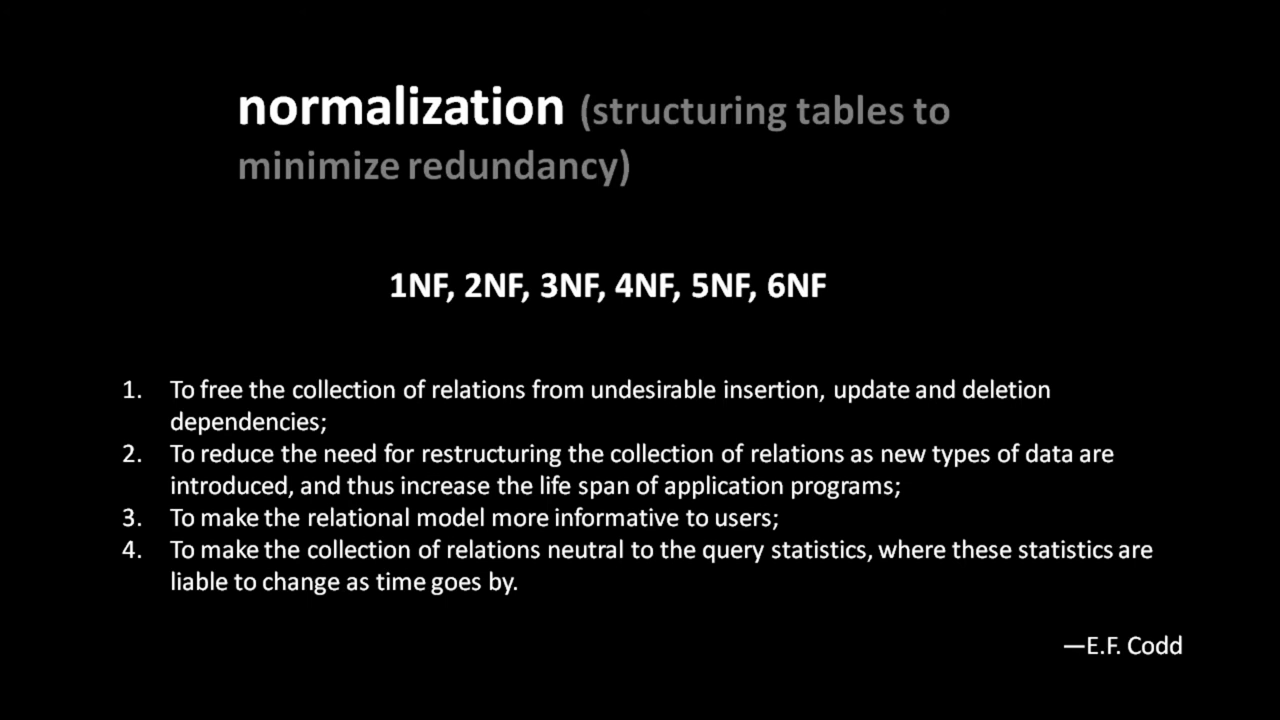 normalization (structuring tables to
minimize redundancy)
1NF, 2NF, 3NF, 4NF, 5NF, 6NF
1. To free the collection of relations from undesirable insertion, update and deletion
dependencies;
2. To reduce the need for restructuring the collection of relations as new types of data are
introduced, and thus increase the life span of application programs;
3. To make the relational model more informative to users;
4. To make the collection of relations neutral to the query statistics, where these statistics are
liable to change as time goes by.
—E.F. Codd